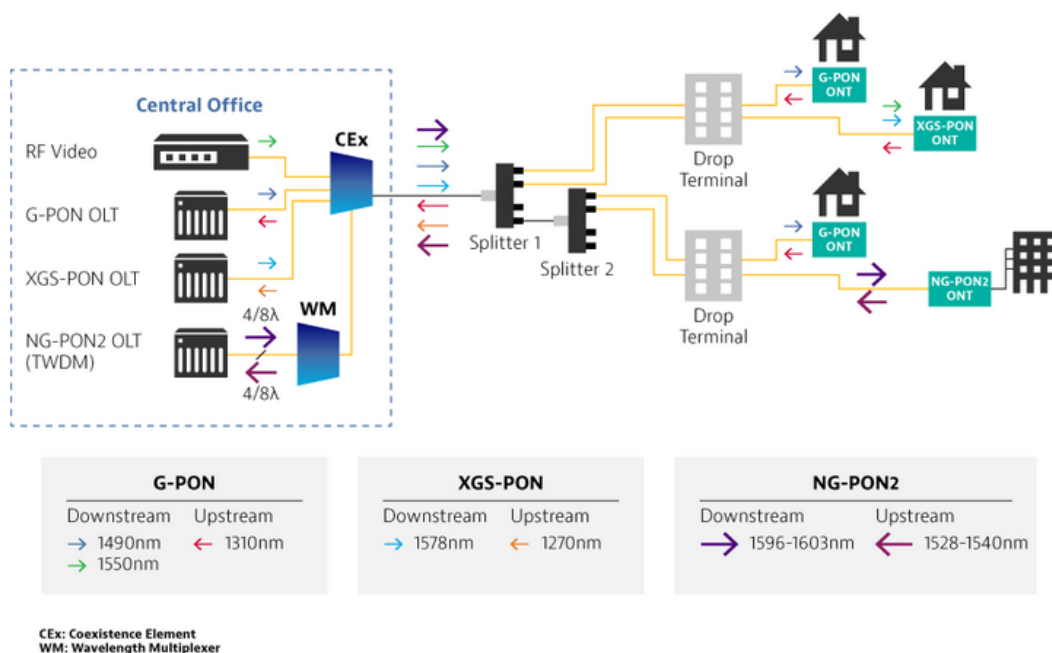 Central Office
RF Video
G-PON OLT
XGS-PON OLT
NG-PON2 OLT
(TWDM)
4/8λ
4/8λ
CEx
WM
Splitter 1
Splitter 2
Drop
Terminal
Drop
Terminal
G-PON
ONT
XGS-PON
ONT
G-PON
ONT
NG-PON2
ONT
G-PON
Downstream Upstream
1490nm 1310nm
1550nm
XGS-PON
Downstream Upstream
1578nm 1270nm
NG-PON2
Downstream Upstream
1596-1603nm 1528-1540nm
CEx: Coexistence Element
WM: Wavelength Multiplexer